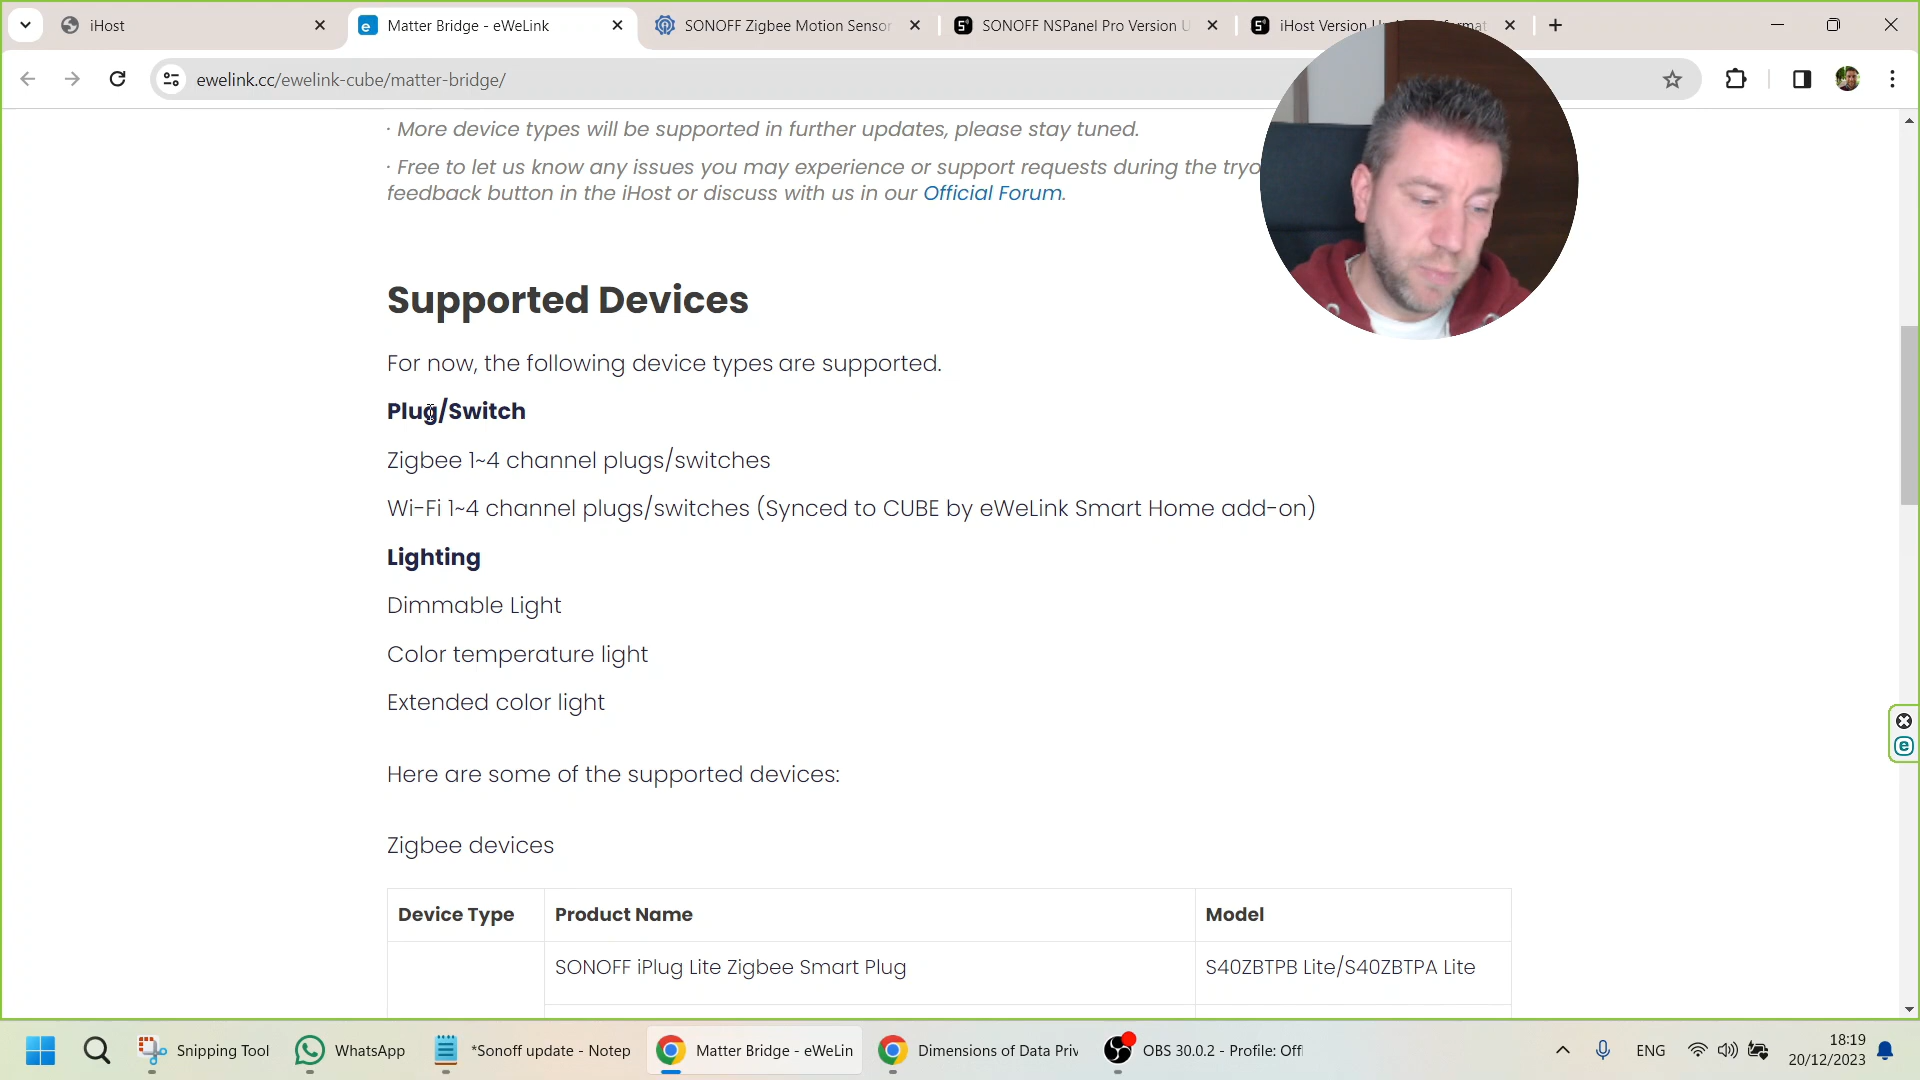 iHost
Matter Bridge - eWeLink
SONOFF Zigbee Motion Sensor
SONOFF NSPanel Pro Version U
iHost Version
ewelink.cc/ewelink-cube/matter-bridge/
· More device types will be supported in further updates, please stay tuned.
· Free to let us know any issues you may experience or support requests during the tryo
feedback button in the iHost or discuss with us in our Official Forum.
Supported Devices
For now, the following device types are supported.
Plug/Switch
Zigbee 1~4 channel plugs/switches
Wi-Fi 1~4 channel plugs/switches (Synced to CUBE by eWeLink Smart Home add-on)
Lighting
Dimmable Light
Color temperature light
Extended color light
Here are some of the supported devices:
Zigbee devices
Device Type
Product Name
Model
SONOFF iPlug Lite Zigbee Smart Plug
S40ZBTPB Lite/S40ZBTPA Lite
Snipping Tool
WhatsApp
*Sonoff update - Notep
Matter Bridge - eWeLin
Dimensions of Data Priv
OBS 30.0.2 - Profile: Off
ENG
18:19
20/12/2023